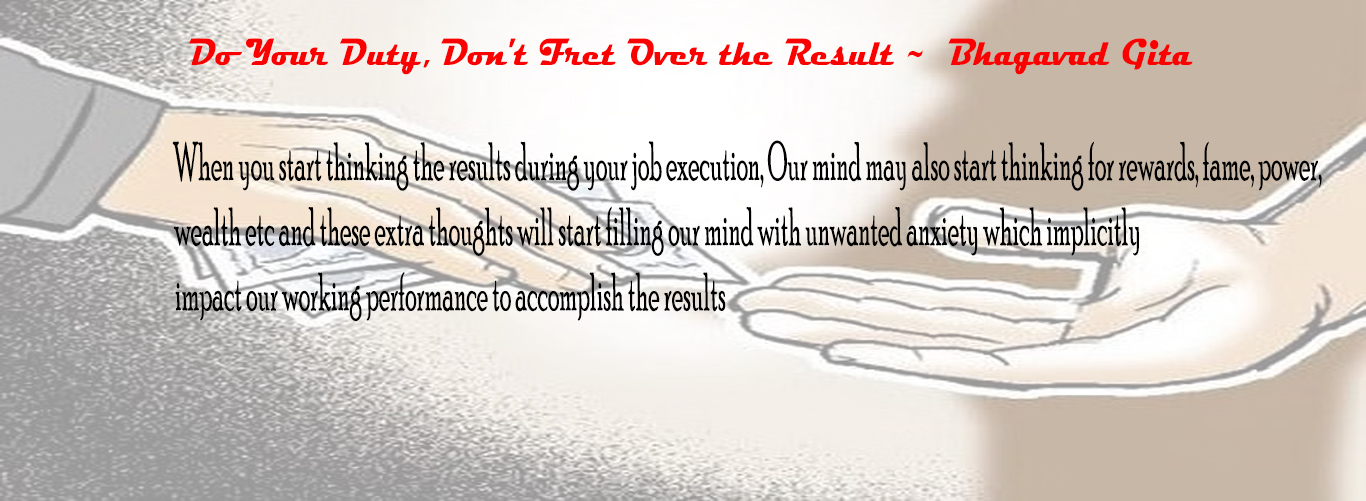 Do Your Duty, Don't Fret Over the Result ~ Bhagavad Gita
When you start thinking the results during your job execution, Our mind may also start thinking for rewards, fame, power,
wealth etc and these extra thoughts will start filling our mind with unwanted anxiety which implicitly
impact our working performance to accomplish the results